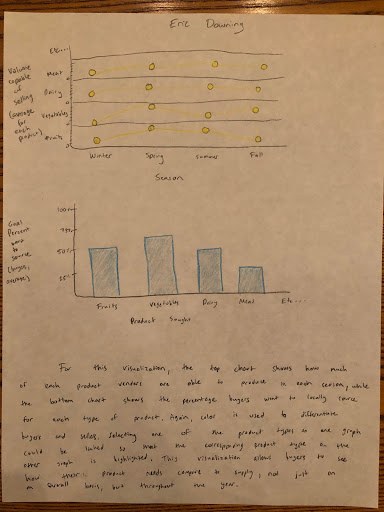 Eric Downing
Etc...
Volume
capable
of
selling
(average
for
each
product)
Meat
Dairy
Vegetables
Fruits
Winter Spring Summer Fall
Season
Goal
Percent
want
to
source
(buyers,
average)
100%
75%
50%
25%
Fruits Vegetables Dairy Meat Etc...
Product Sought
For this visualization, the top chart shows how much
of each product vendors are able to produce in each season, while
the bottom chart shows the percentage buyers want to locally source
for each type of product. Again, color is used to differentiate
buyers and sellers. Selecting one of the product types in one graph
could be linked so that the corresponding product type on the
other graph is highlighted. This visualization allows buyers to see
how their product needs compare to supply, not just on
an overall basis, but throughout the year.